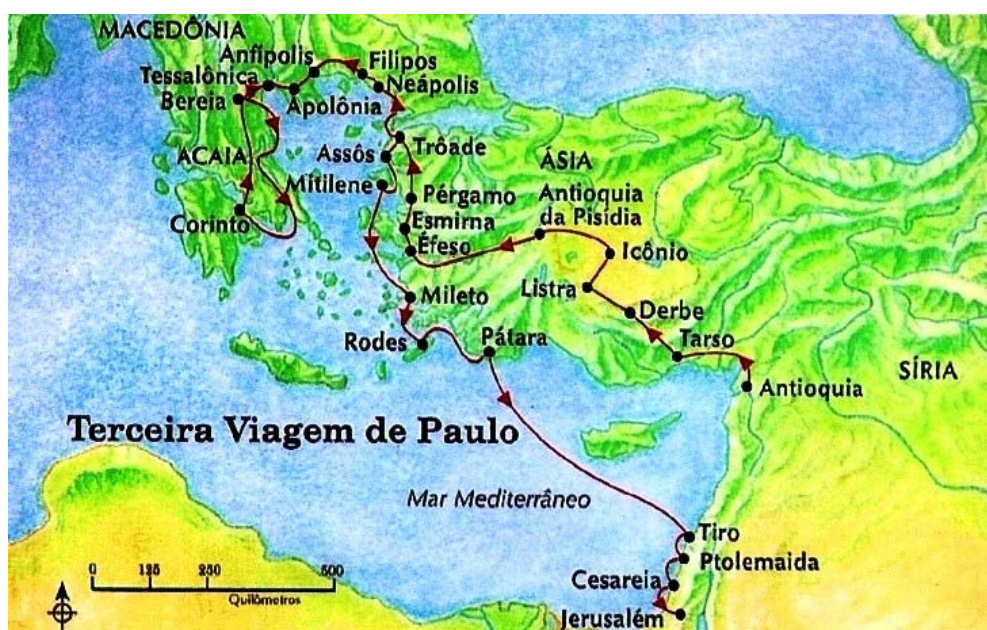 MACEDÔNIA
Anfípolis
Filipos
Tessalônica
Neápolis
Bereia
Apolônia
Trôade
ACAIA
Assôs
ÁSIA
Mitilene
Pérgamo
Antioquia
da Pisídia
Corinto
Esmirna
Éfeso
Icônio
Listra
Mileto
Derbe
Rodes
Pátara
Tarso
SÍRIA
Antioquia
Terceira Viagem de Paulo
Mar Mediterrâneo
Tiro
Ptolemaida
0 125 250 500
Quilômetros
Cesareia
Jerusalém